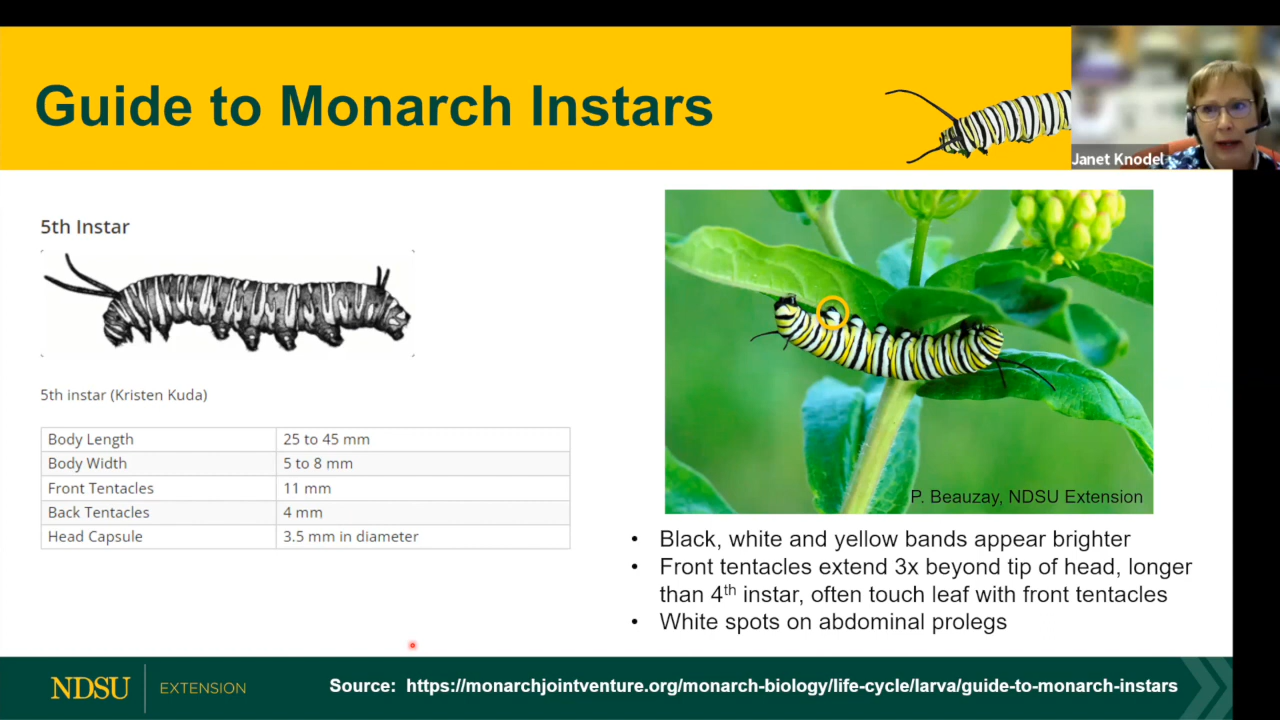 Guide to Monarch Instars
Janet Knodel
5th Instar
5th instar (Kristen Kuda)
Body Length 25 to 45 mm
Body Width 5 to 8 mm
Front Tentacles 11 mm
Back Tentacles 4 mm
Head Capsule 3.5 mm in diameter
P. Beauzay, NDSU Extension
• Black, white and yellow bands appear brighter
• Front tentacles extend 3x beyond tip of head, longer
than 4th instar, often touch leaf with front tentacles
• White spots on abdominal prolegs
NDSU EXTENSION
Source: https://monarchjointventure.org/monarch-biology/life-cycle/larva/guide-to-monarch-instars